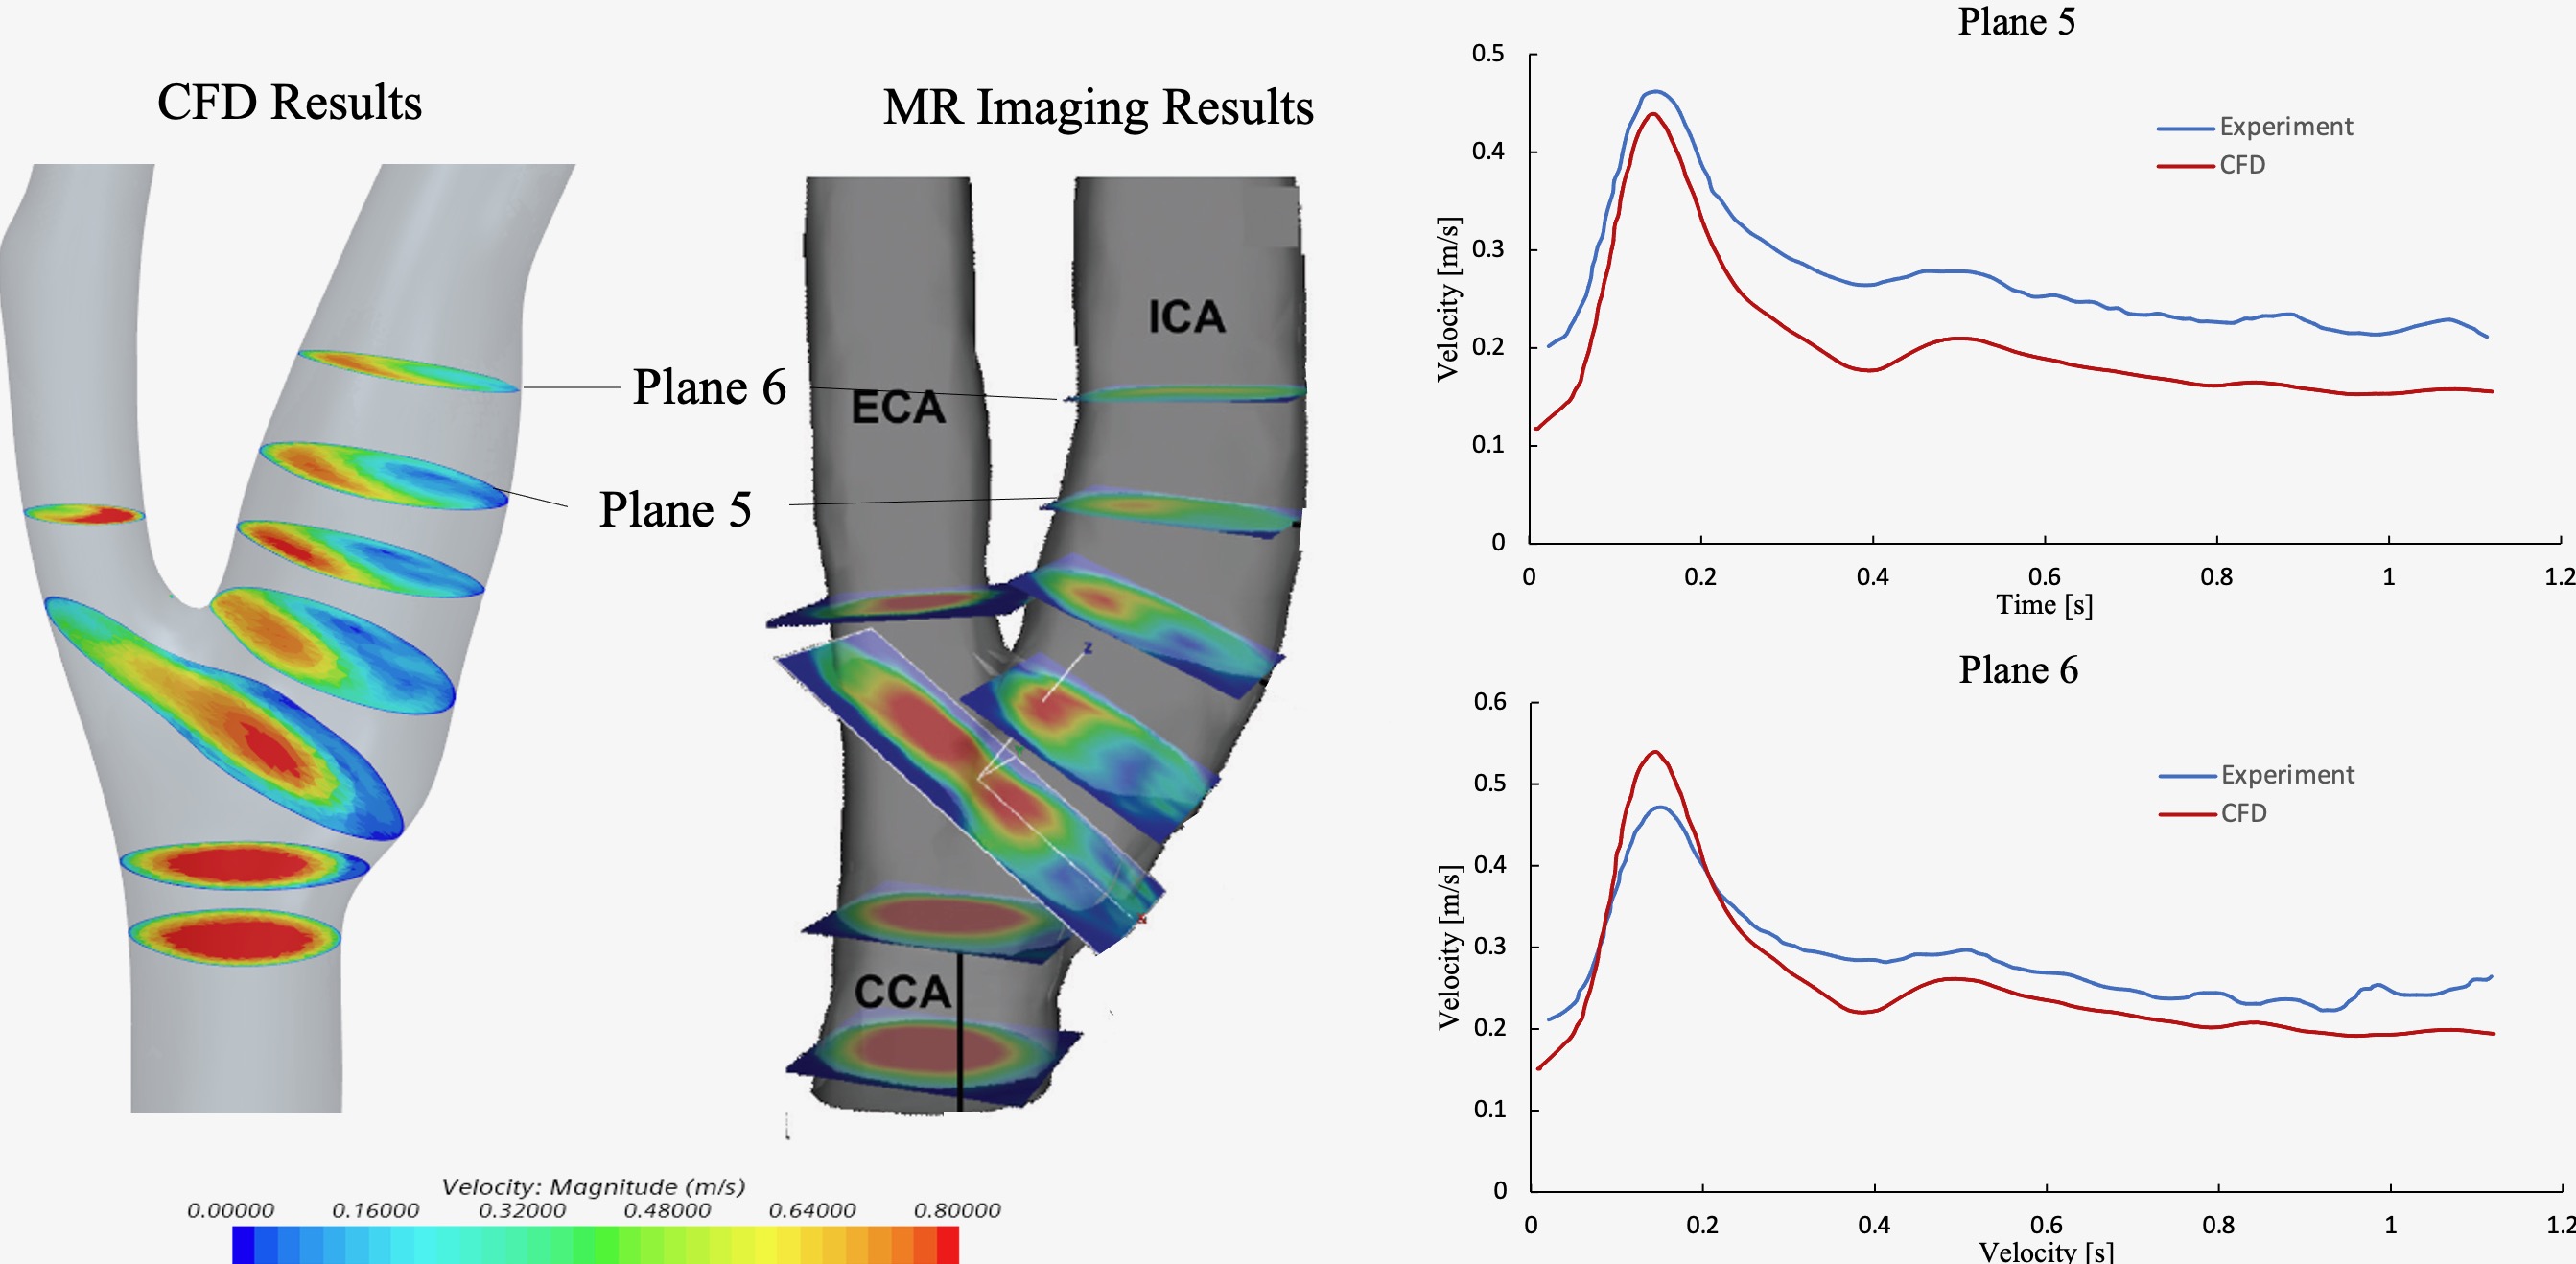 CFD Results
MR Imaging Results
Plane 6
Plane 5
ECA
ICA
CCA
z
Velocity: Magnitude (m/s)
0.00000 0.16000 0.32000 0.48000 0.64000 0.80000
Plane 5
Velocity [m/s]
0.5
0.4
0.3
0.2
0.1
0
Experiment
CFD
0 0.2 0.4 0.6 0.8 1 1.2
Time [s]
Plane 6
Velocity [m/s]
0.6
0.5
0.4
0.3
0.2
0.1
0
Experiment
CFD
0 0.2 0.4 0.6 0.8 1 1.2
Velocity [s]